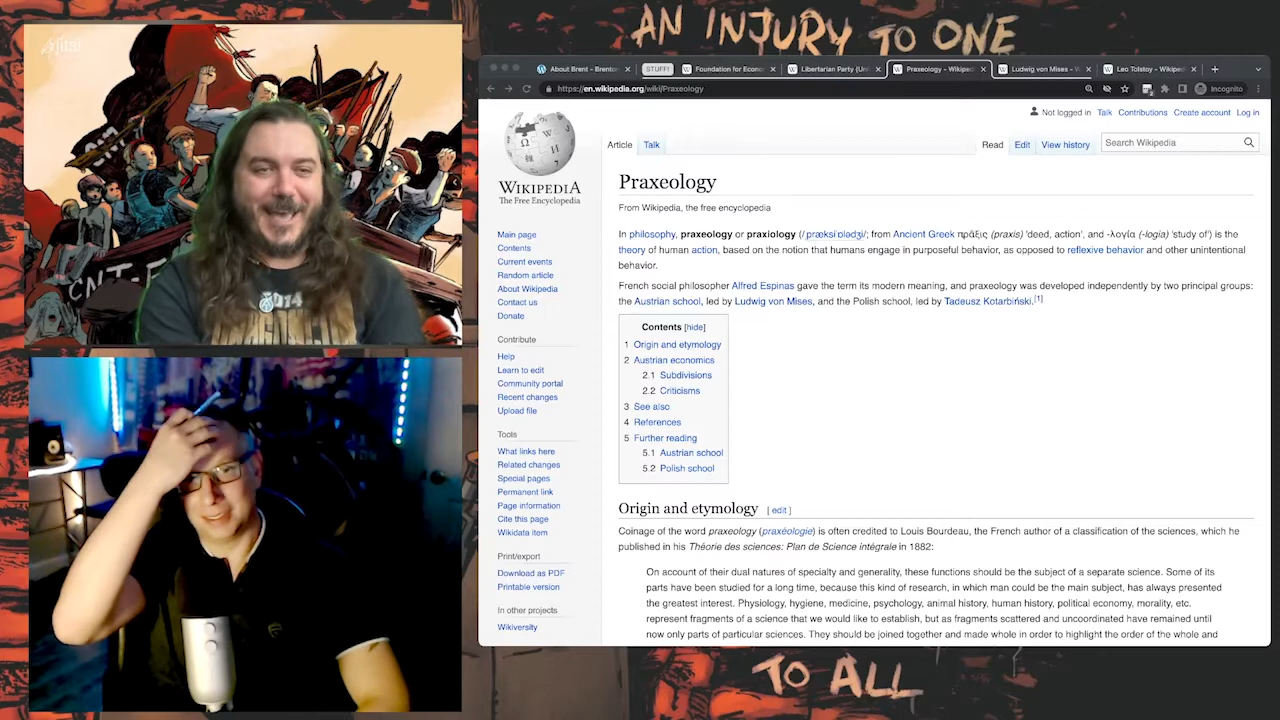 AN INJURY TO ONE
Jitsi
About Brent - Brento
STUFF!
Foundation for Econo
Libertarian Party (Uni
Praxeology - Wikiped
Ludwig von Mises - W
Leo Tolstoy - Wikiped
https://en.wikipedia.org/wiki/Praxeology
Incognito
Not logged in Talk Contributions Create account Log in
Article Talk Read Edit View history Search Wikipedia
WIKIPEDIA
The Free Encyclopedia
Main page
Contents
Current events
Random article
About Wikipedia
Contact us
Donate
Contribute
Help
Learn to edit
Community portal
Recent changes
Upload file
Tools
What links here
Related changes
Special pages
Permanent link
Page information
Cite this page
Wikidata item
Print/export
Download as PDF
Printable version
In other projects
Wikiversity
Praxeology
From Wikipedia, the free encyclopedia
In philosophy, praxeology or praxiology (/ˌpræksiˈɒlədʒi/; from Ancient Greek πρᾶξις (praxis) 'deed, action', and -λογία (-logia) 'study of') is the
theory of human action, based on the notion that humans engage in purposeful behavior, as opposed to reflexive behavior and other unintentional
behavior.
French social philosopher Alfred Espinas gave the term its modern meaning, and praxeology was developed independently by two principal groups:
the Austrian school, led by Ludwig von Mises, and the Polish school, led by Tadeusz Kotarbiński.[1]
Contents [hide]
1 Origin and etymology
2 Austrian economics
2.1 Subdivisions
2.2 Criticisms
3 See also
4 References
5 Further reading
5.1 Austrian school
5.2 Polish school
Origin and etymology [ edit ]
Coinage of the word praxeology (praxéologie) is often credited to Louis Bourdeau, the French author of a classification of the sciences, which he
published in his Théorie des sciences: Plan de Science intégrale in 1882:
On account of their dual natures of specialty and generality, these functions should be the subject of a separate science. Some of its
parts have been studied for a long time, because this kind of research, in which man could be the main subject, has always presented
the greatest interest. Physiology, hygiene, medicine, psychology, animal history, human history, political economy, morality, etc.
represent fragments of a science that we would like to establish, but as fragments scattered and uncoordinated have remained until
now only parts of particular sciences. They should be joined together and made whole in order to highlight the order of the whole and
CNT-F
2014
TO ALL